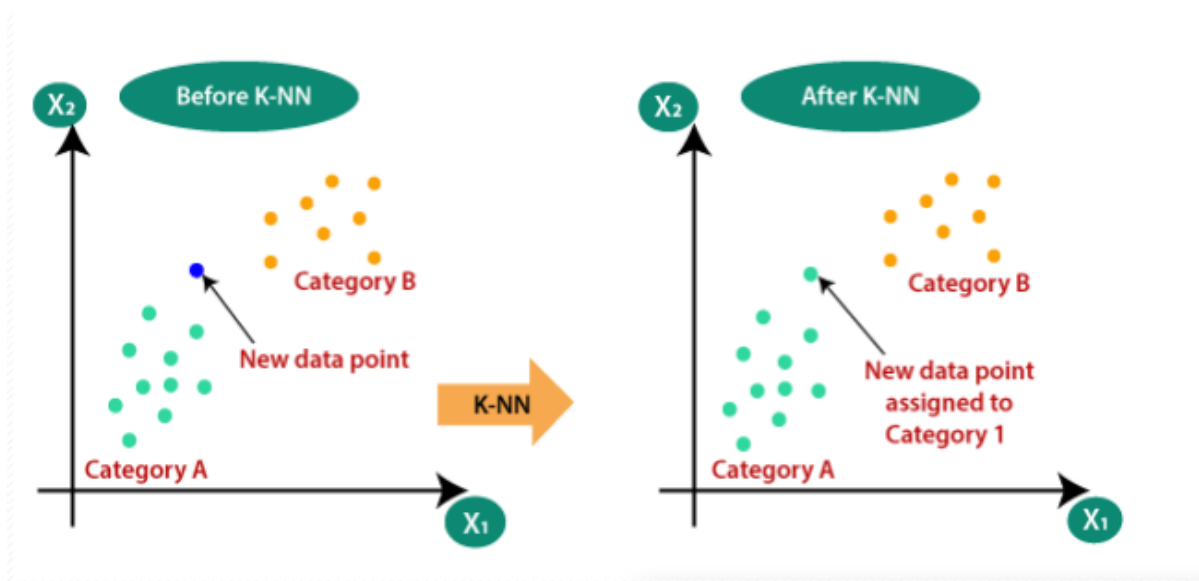 Before K-NN
X₂
Category B
New data point
Category A
X₁
K-NN
After K-NN
X₂
Category B
New data point
assigned to
Category 1
Category A
X₁